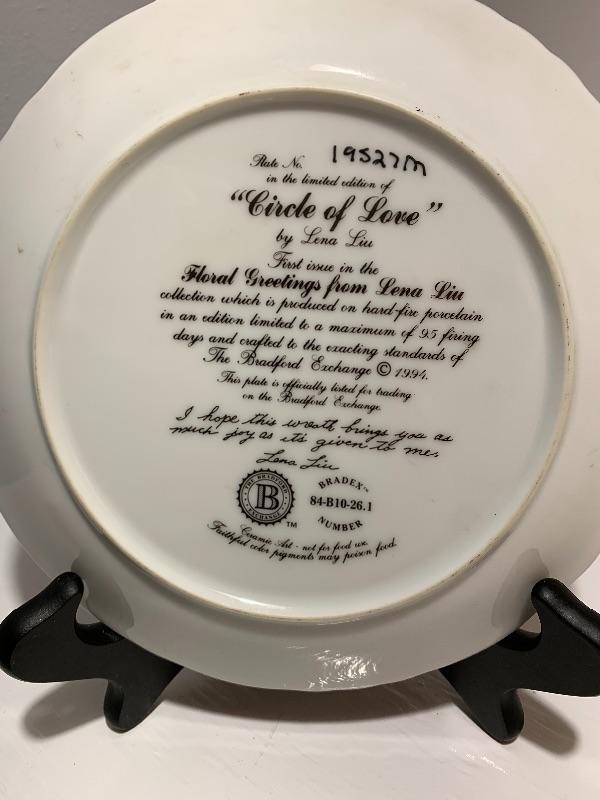 Plate No. 19527M
in the limited edition of
“Circle of Love”
by Lena Liu
First issue in the
Floral Greetings from Lena Liu
collection which is produced on hard-fire porcelain
in an edition limited to a maximum of 95 firing
days and crafted to the exacting standards of
The Bradford Exchange © 1994.
This plate is officially listed for trading
on the Bradford Exchange.
I hope this wreath brings you as
much joy as it's given to me.
Lena Liu
THE BRADFORD EXCHANGE
B
TM
BRADEX™
84-B10-26.1
NUMBER
Ceramic Art - not for food use.
Faithful color pigments may poison food.